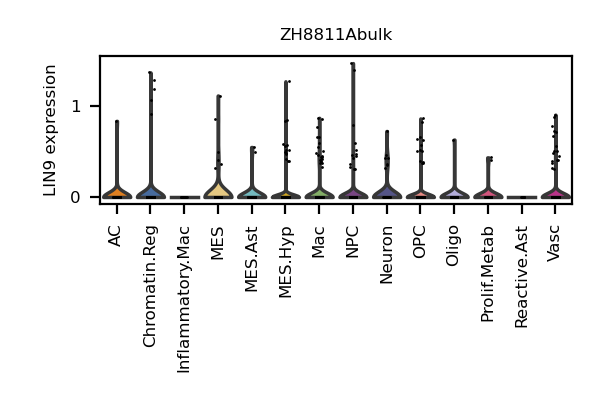 ZH8811Abulk
LIN9 expression
1
0
AC
Chromatin.Reg
Inflammatory.Mac
MES
MES.Ast
MES.Hyp
Mac
NPC
Neuron
OPC
Oligo
Prolif.Metab
Reactive.Ast
Vasc